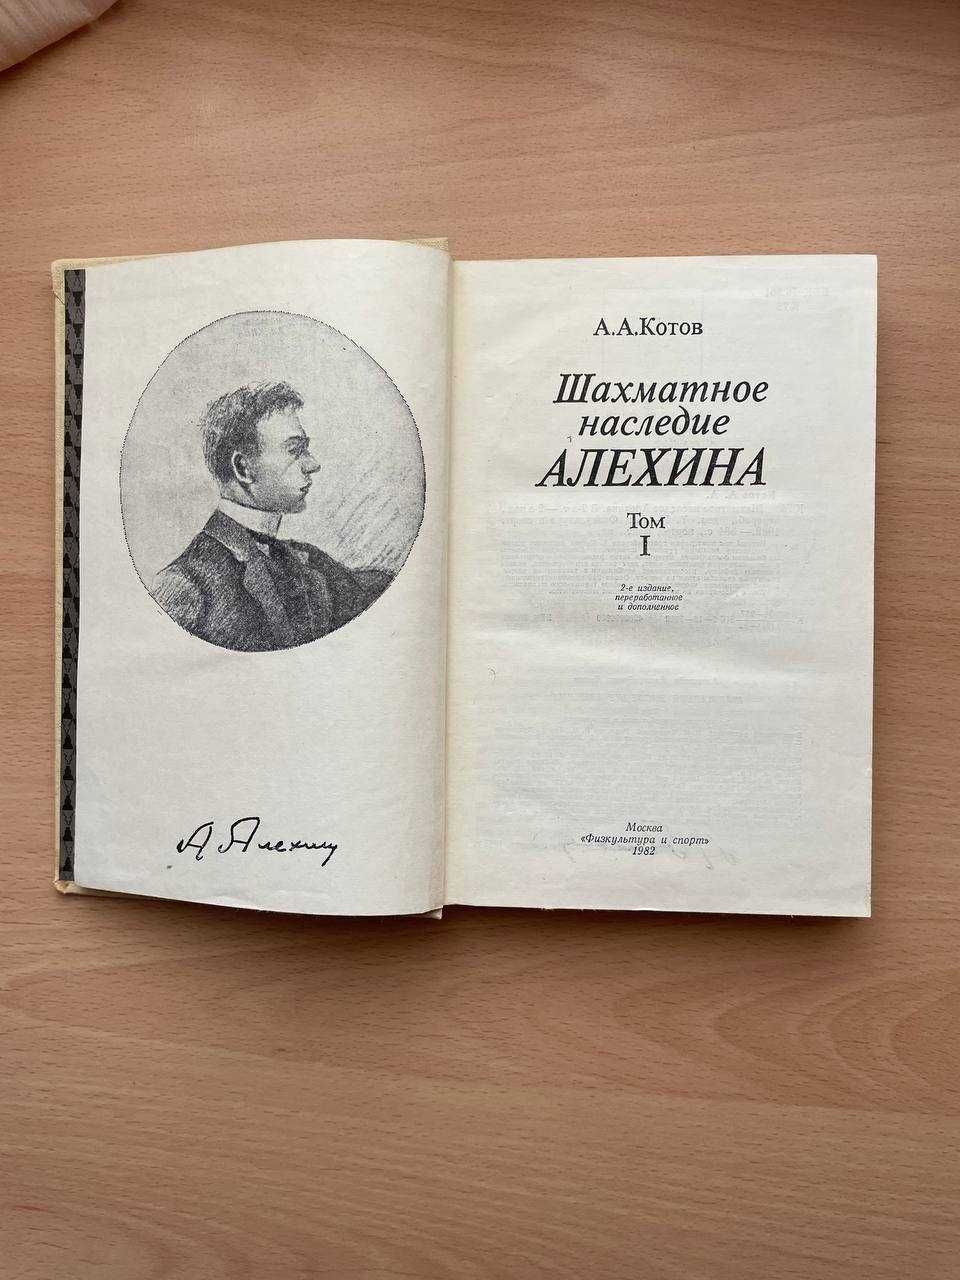 А. Алехин
А.А.Котов
Шахматное
наследие
АЛЕХИНА
Том
I
2-е издание,
переработанное
и дополненное
Москва
«Физкультура и спорт»
1982